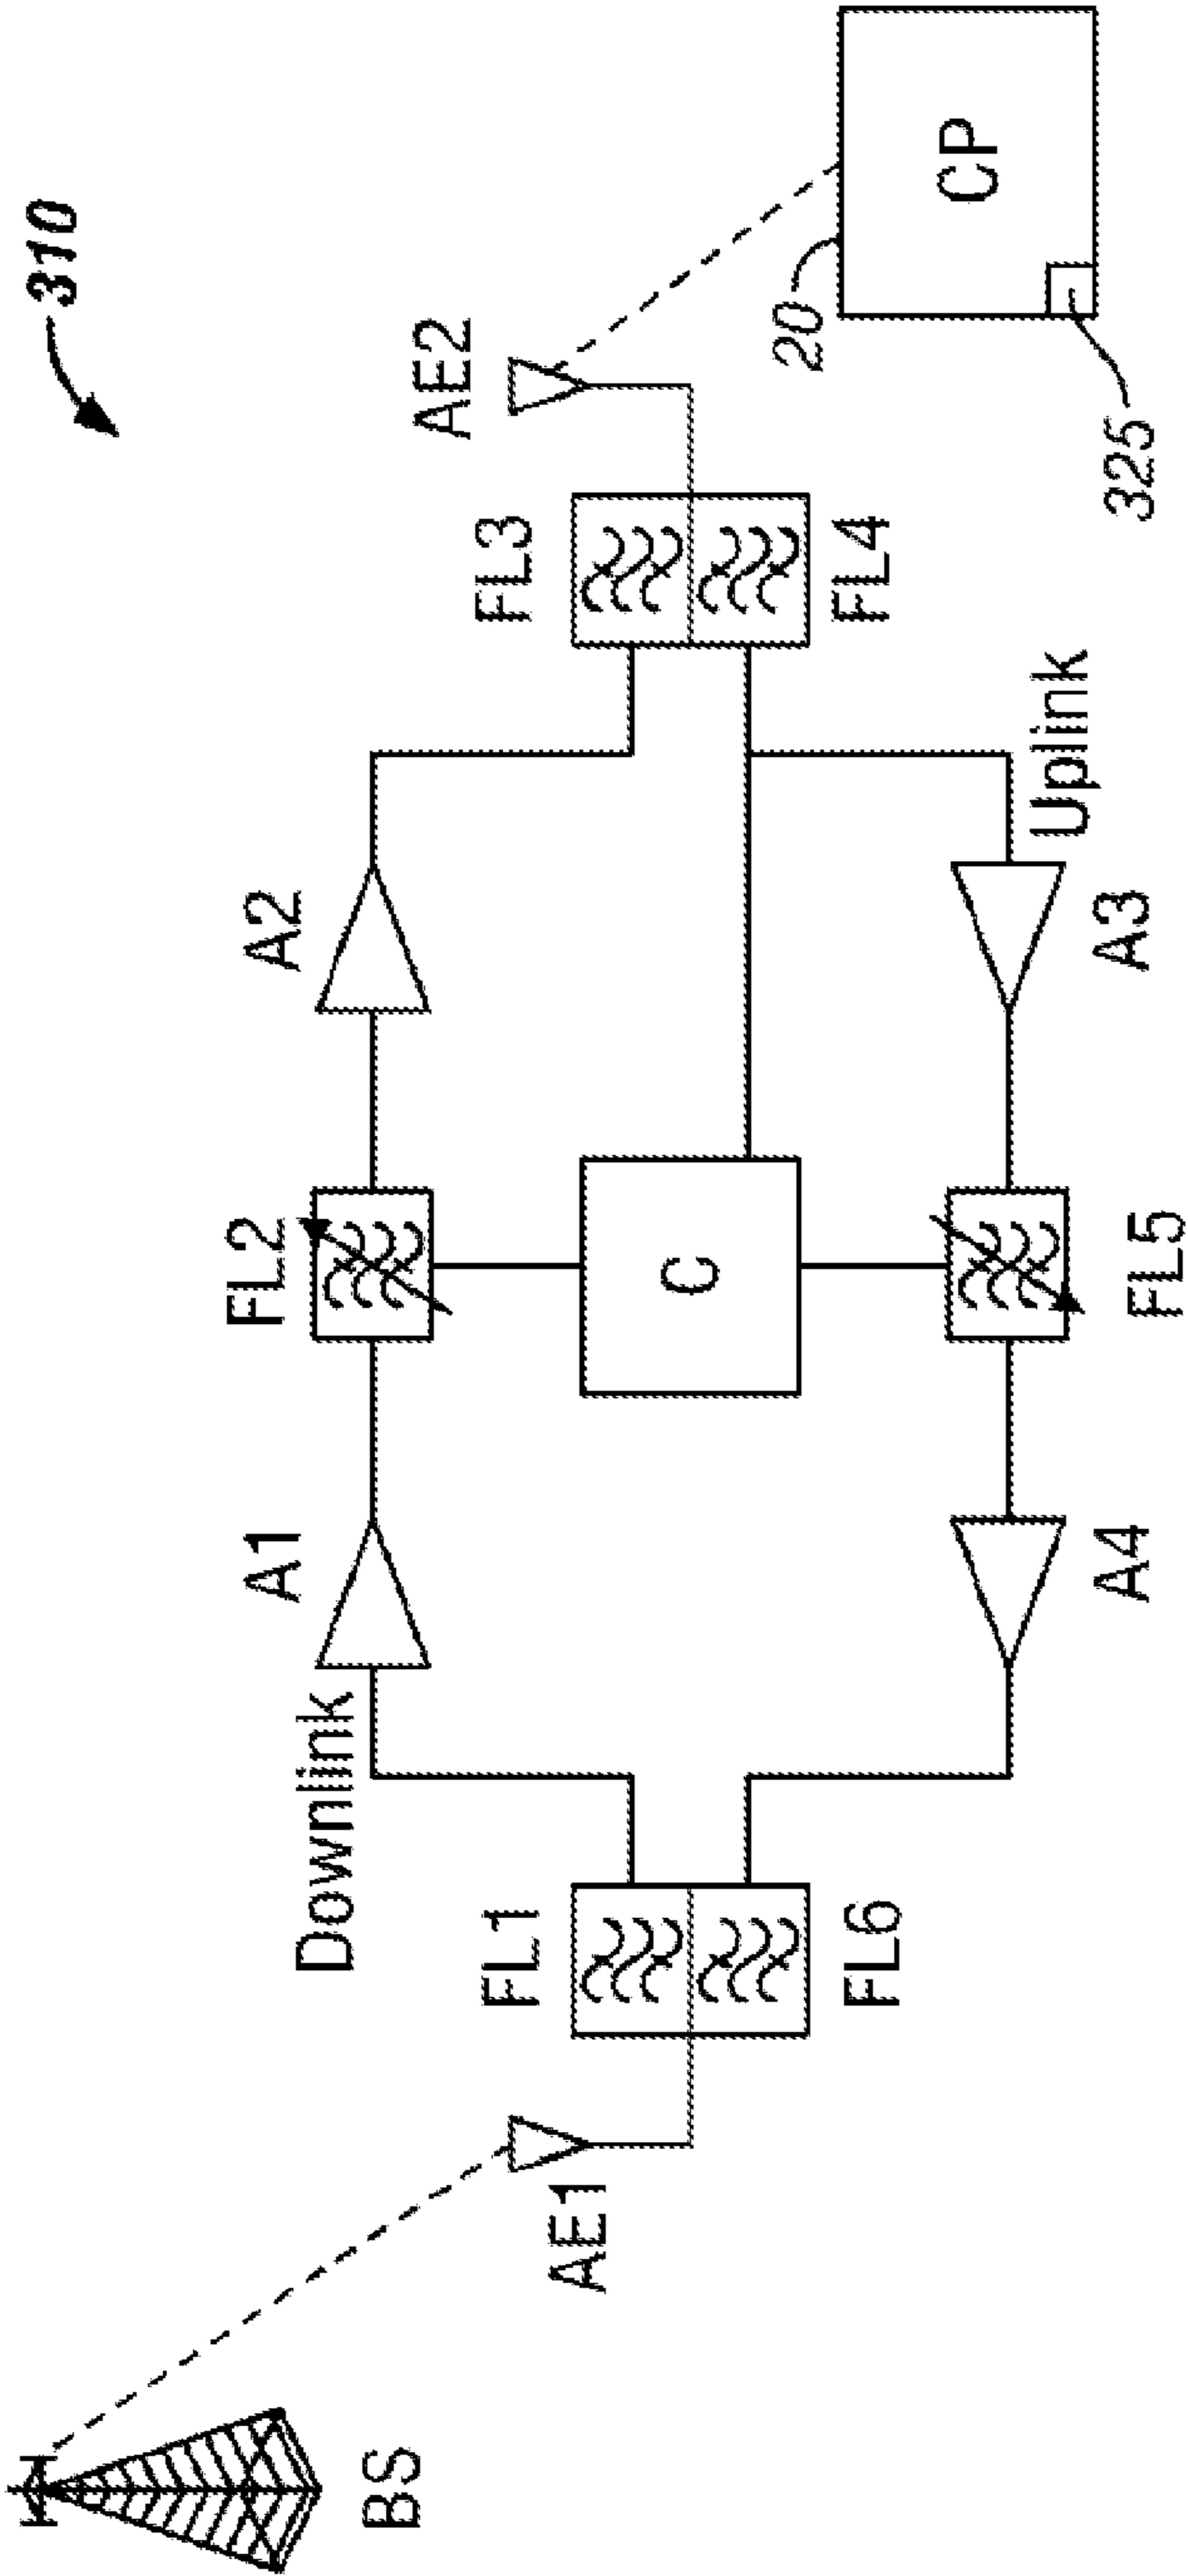 310
BS
AE1
FL1
FL6
Downlink
A1
FL2
A2
C
A4
FL5
A3
Uplink
FL3
FL4
AE2
20
CP
325